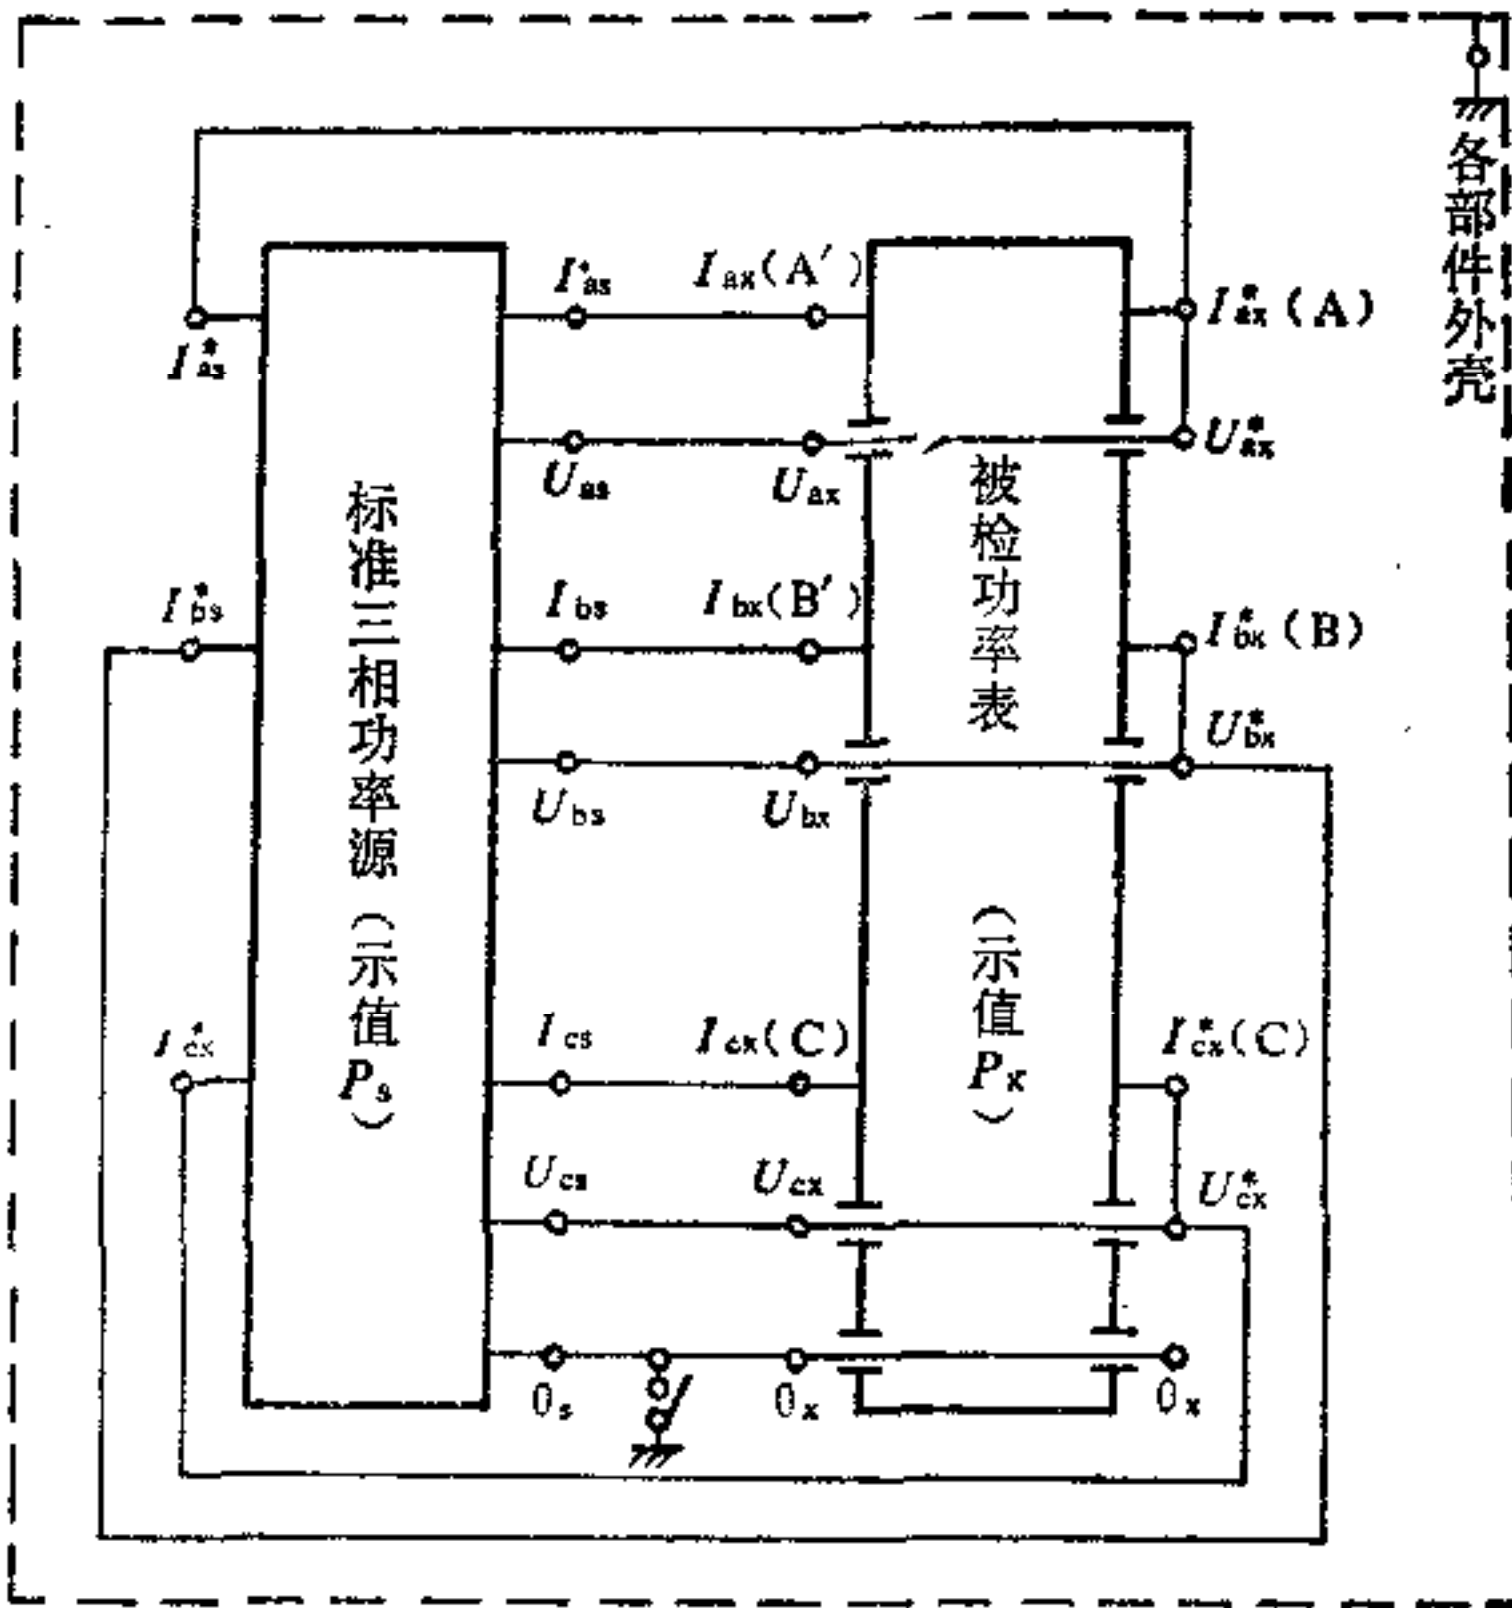 各部件外壳
I*as
I*as I ax(A′)
I*ax(A)
Uas Uax
U*ax
标准三相功率源(示值Ps)
被检功率表
(示值Px)
I*bs
Ibs Ibx(B′)
I*bx(B)
Ubs Ubx
U*bx
I*cx
Ics Icx(C)
I*cx(C)
Ucs Ucx
U*cx
0s 0x 0x